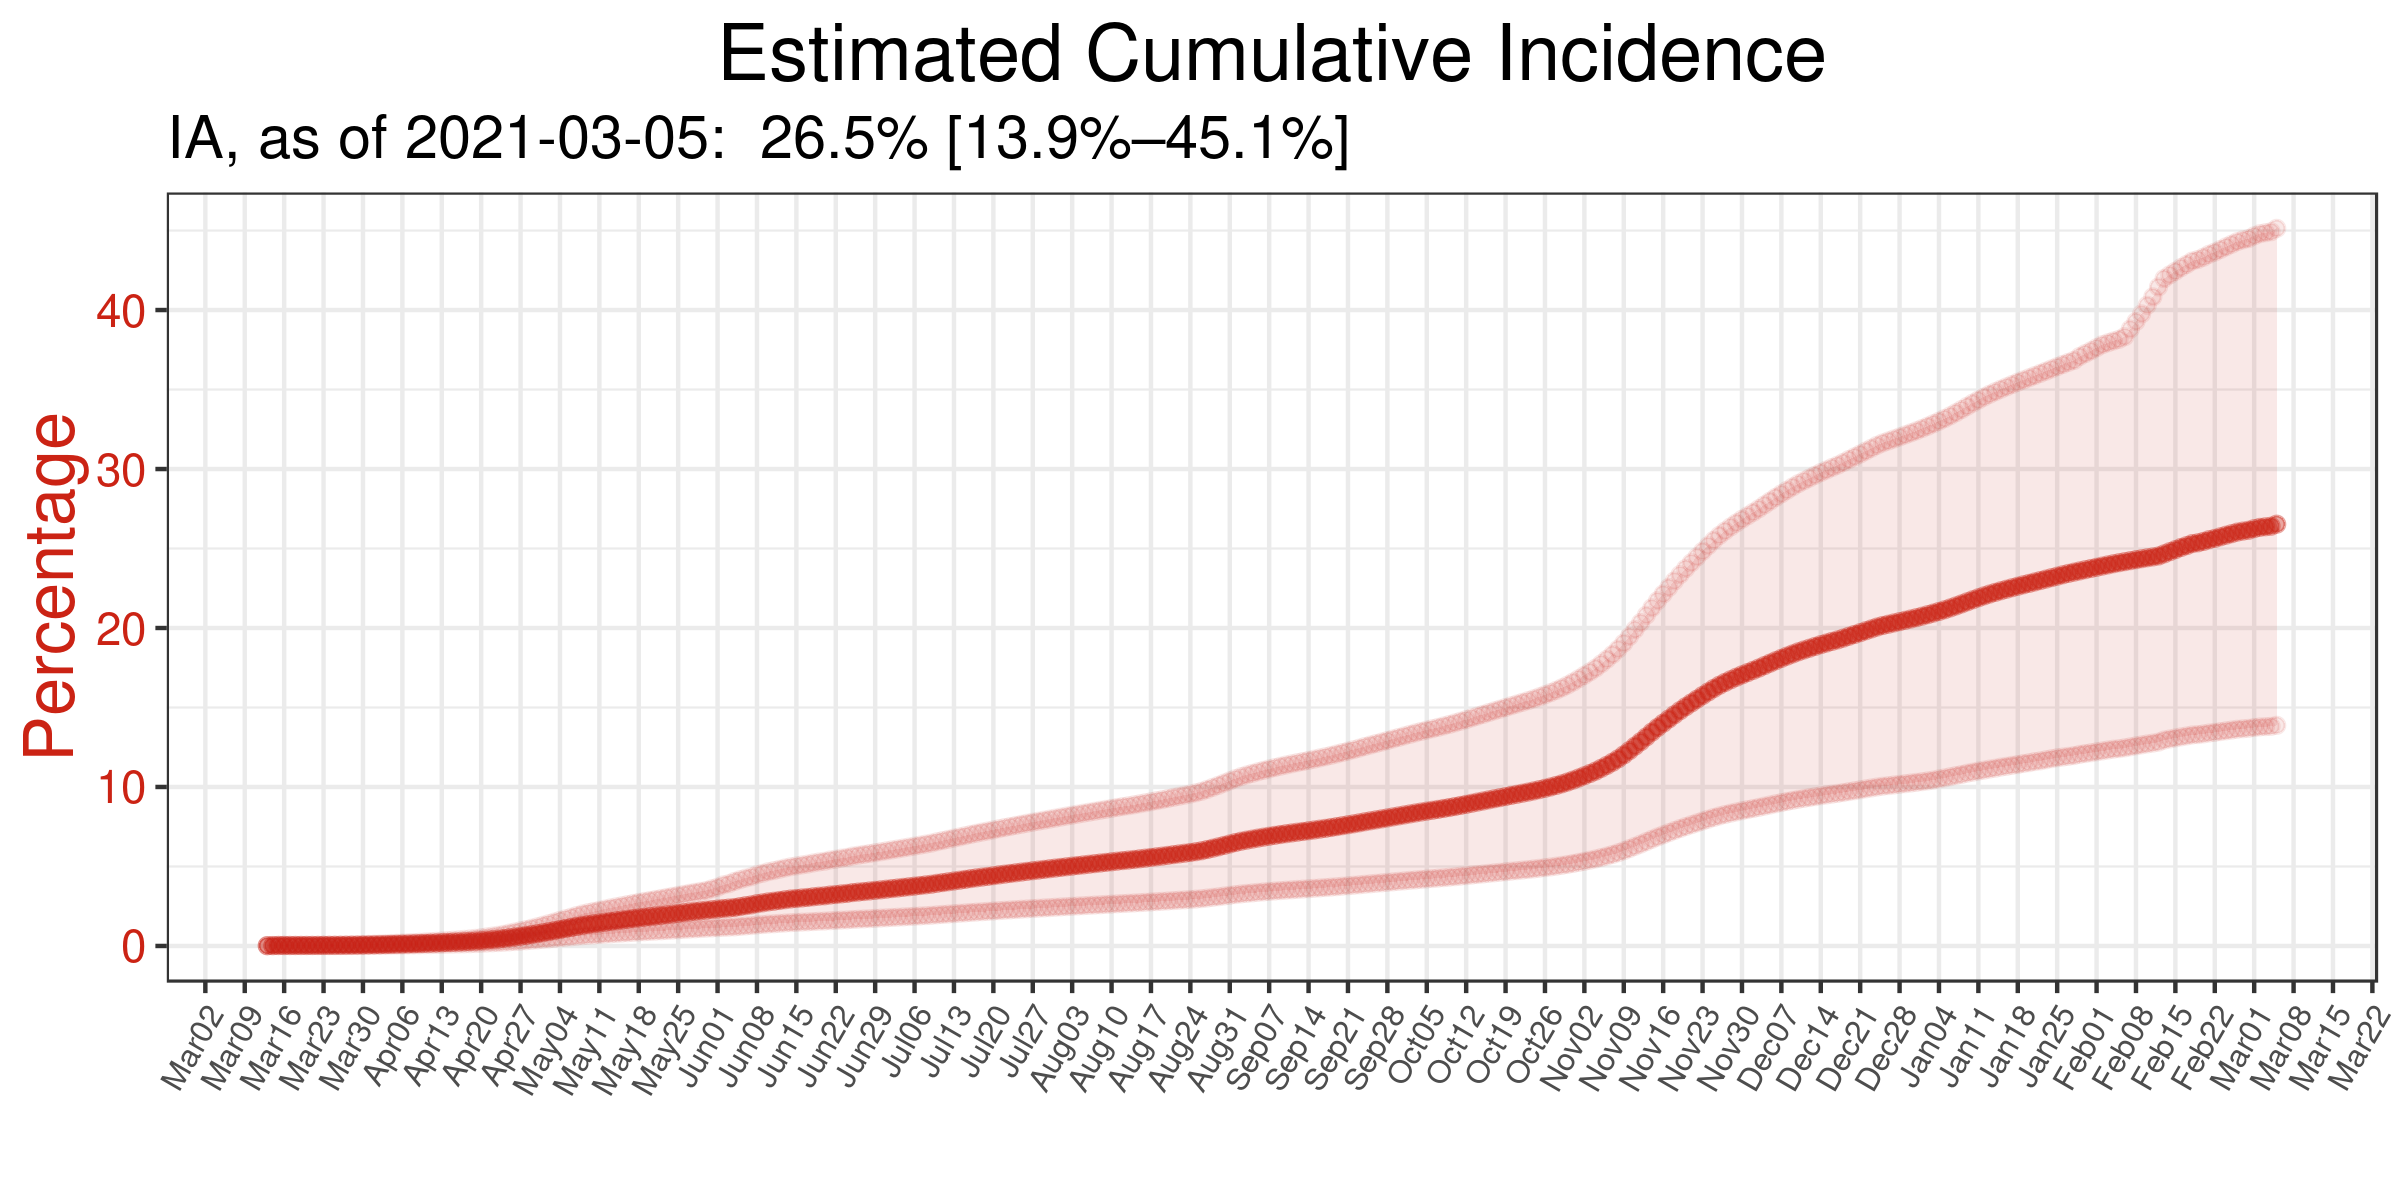 Estimated Cumulative Incidence
IA, as of 2021-03-05:  26.5% [13.9%–45.1%]
Percentage
40
30
20
10
0
Mar02
Mar09
Mar16
Mar23
Mar30
Apr06
Apr13
Apr20
Apr27
May04
May11
May18
May25
Jun01
Jun08
Jun15
Jun22
Jun29
Jul06
Jul13
Jul20
Jul27
Aug03
Aug10
Aug17
Aug24
Aug31
Sep07
Sep14
Sep21
Sep28
Oct05
Oct12
Oct19
Oct26
Nov02
Nov09
Nov16
Nov23
Nov30
Dec07
Dec14
Dec21
Dec28
Jan04
Jan11
Jan18
Jan25
Feb01
Feb08
Feb15
Feb22
Mar01
Mar08
Mar15
Mar22